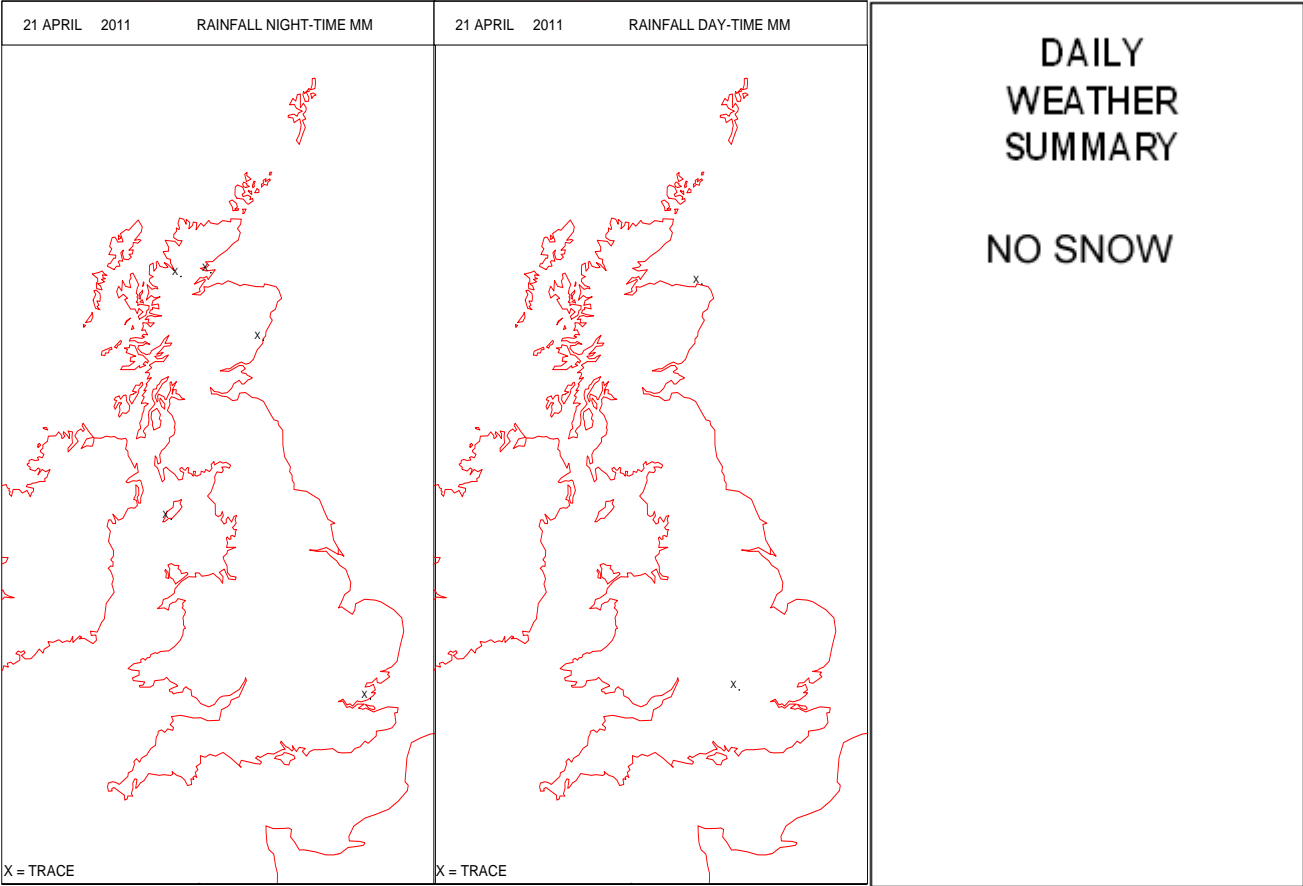 21 APRIL 2011 RAINFALL NIGHT-TIME MM
X
X
X
X
X
X = TRACE
21 APRIL 2011 RAINFALL DAY-TIME MM
X
X
X = TRACE
DAILY
WEATHER
SUMMARY
NO SNOW